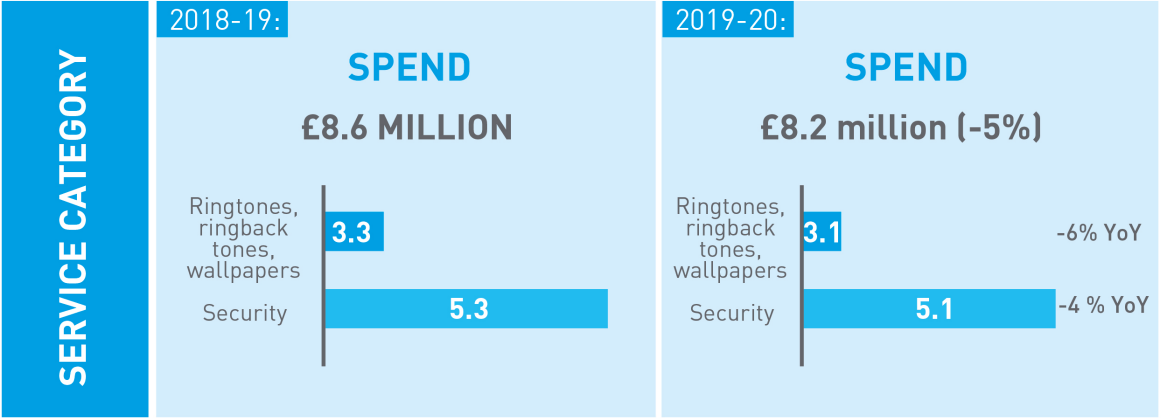 SERVICE CATEGORY
2018-19:
SPEND
£8.6 MILLION
Ringtones,
ringback
tones,
wallpapers
3.3
Security
5.3
2019-20:
SPEND
£8.2 million (-5%)
Ringtones,
ringback
tones,
wallpapers
3.1
-6% YoY
Security
5.1
-4 % YoY